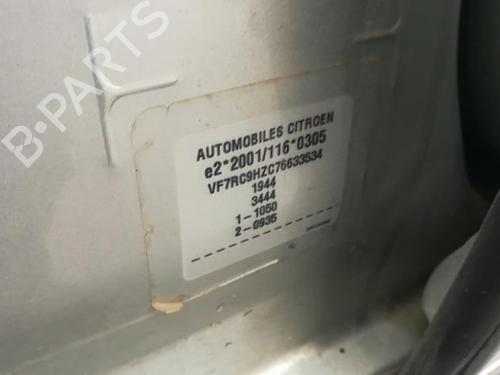 B-PARTS
AUTOMOBILES CITROEN
e2*2001/116*0305
VF7RC9HZC76633534
1944
3444
1-1050
2-0935